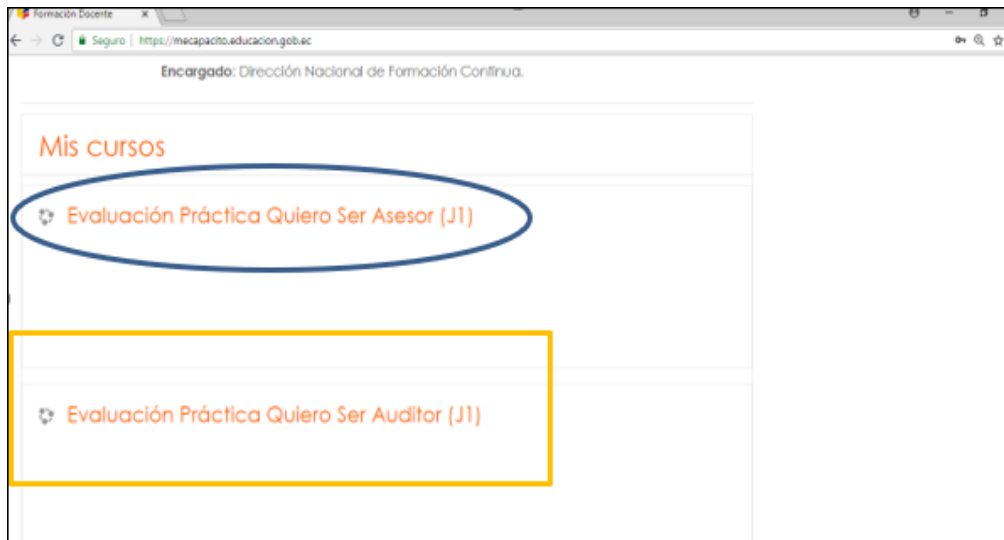 Formación Docente
Seguro | https://mecapacito.educacion.gob.ec
Encargado: Dirección Nacional de Formación Continua.
Mis cursos
Evaluación Práctica Quiero Ser Asesor (J1)
Evaluación Práctica Quiero Ser Auditor (J1)